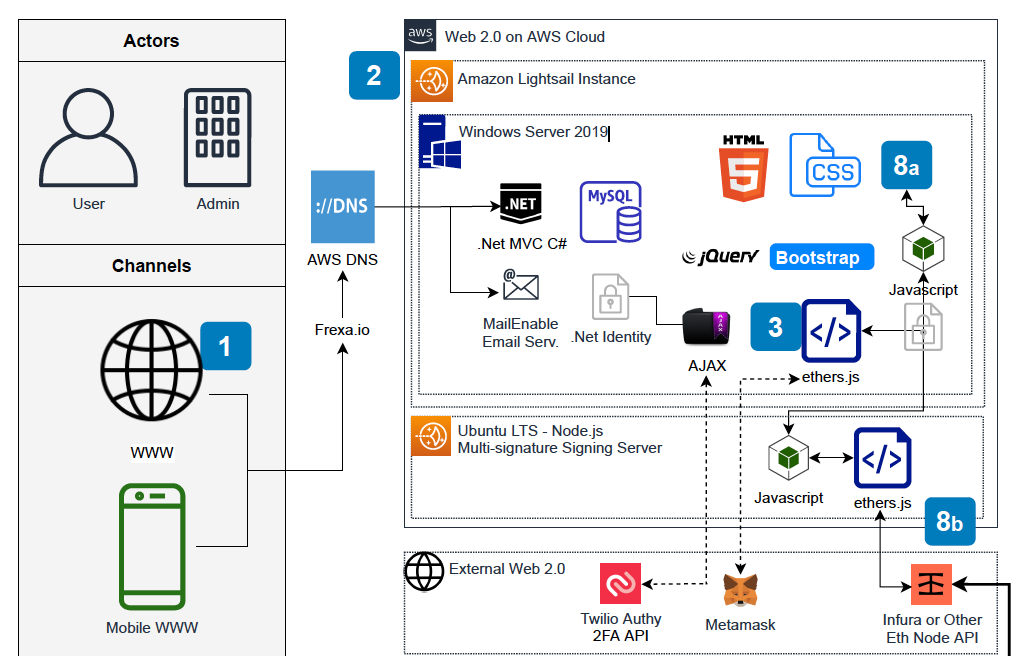 Actors
User
Admin
Channels
1
WWW
Mobile WWW
://DNS
AWS DNS
Frexa.io
2
aws
Web 2.0 on AWS Cloud
Amazon Lightsail Instance
Windows Server 2019
.NET
.Net MVC C#
MySQL
HTML
5
CSS
8a
@
MailEnable
Email Serv.
.Net Identity
jQuery
Bootstrap
Javascript
AJAX
AJAX
3
</>
ethers.js
Ubuntu LTS - Node.js
Multi-signature Signing Server
Javascript
</>
ethers.js
8b
External Web 2.0
Twilio Authy
2FA API
Metamask
Infura or Other
Eth Node API